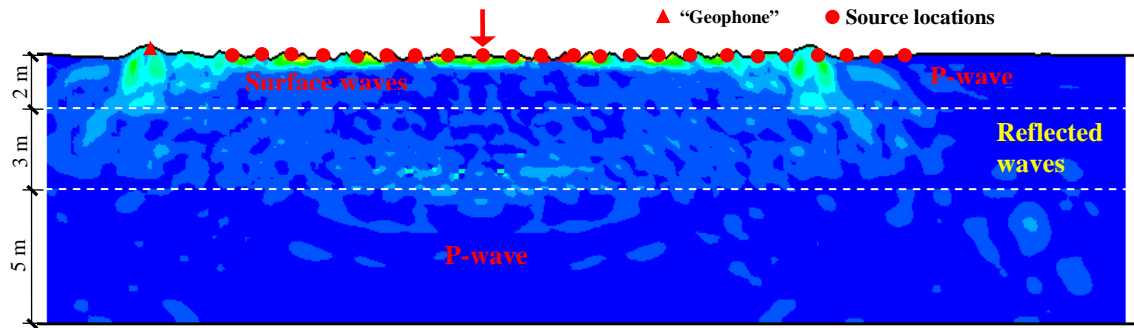 “Geophone” Source locations
Surface waves
P-wave
Reflected
waves
P-wave
2 m
3 m
5 m